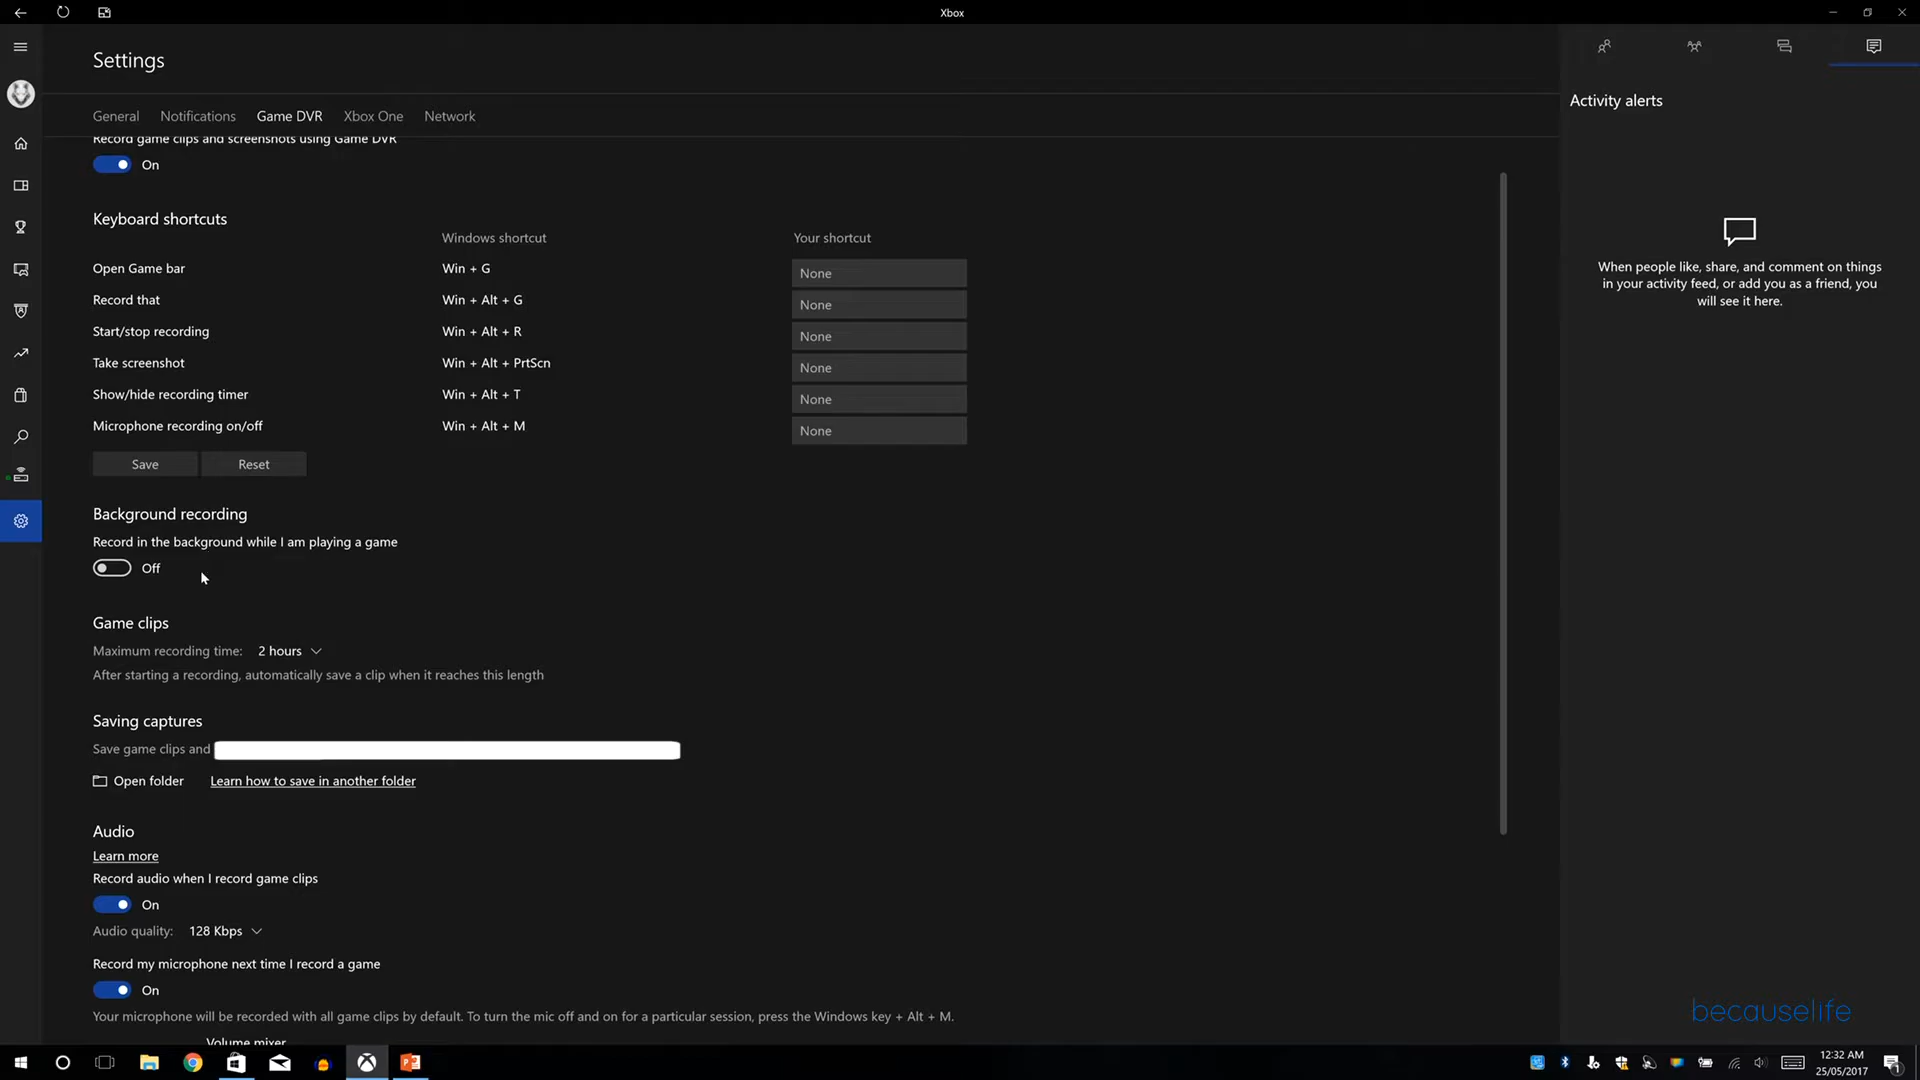 Xbox
Settings
General Notifications Game DVR Xbox One Network
Activity alerts
Record game clips and screenshots using Game DVR
On
Keyboard shortcuts
Windows shortcut Your shortcut
Open Game bar Win + G None
Record that Win + Alt + G None
Start/stop recording Win + Alt + R None
Take screenshot Win + Alt + PrtScn None
Show/hide recording timer Win + Alt + T None
Microphone recording on/off Win + Alt + M None
Save Reset
When people like, share, and comment on things
in your activity feed, or add you as a friend, you
will see it here.
Background recording
Record in the background while I am playing a game
Off
Game clips
Maximum recording time: 2 hours
After starting a recording, automatically save a clip when it reaches this length
Saving captures
Save game clips and
Open folder Learn how to save in another folder
Audio
Learn more
Record audio when I record game clips
On
Audio quality: 128 Kbps
Record my microphone next time I record a game
On
Your microphone will be recorded with all game clips by default. To turn the mic off and on for a particular session, press the Windows key + Alt + M.
Volume mixer
becauselife
12:32 AM
25/05/2017
1